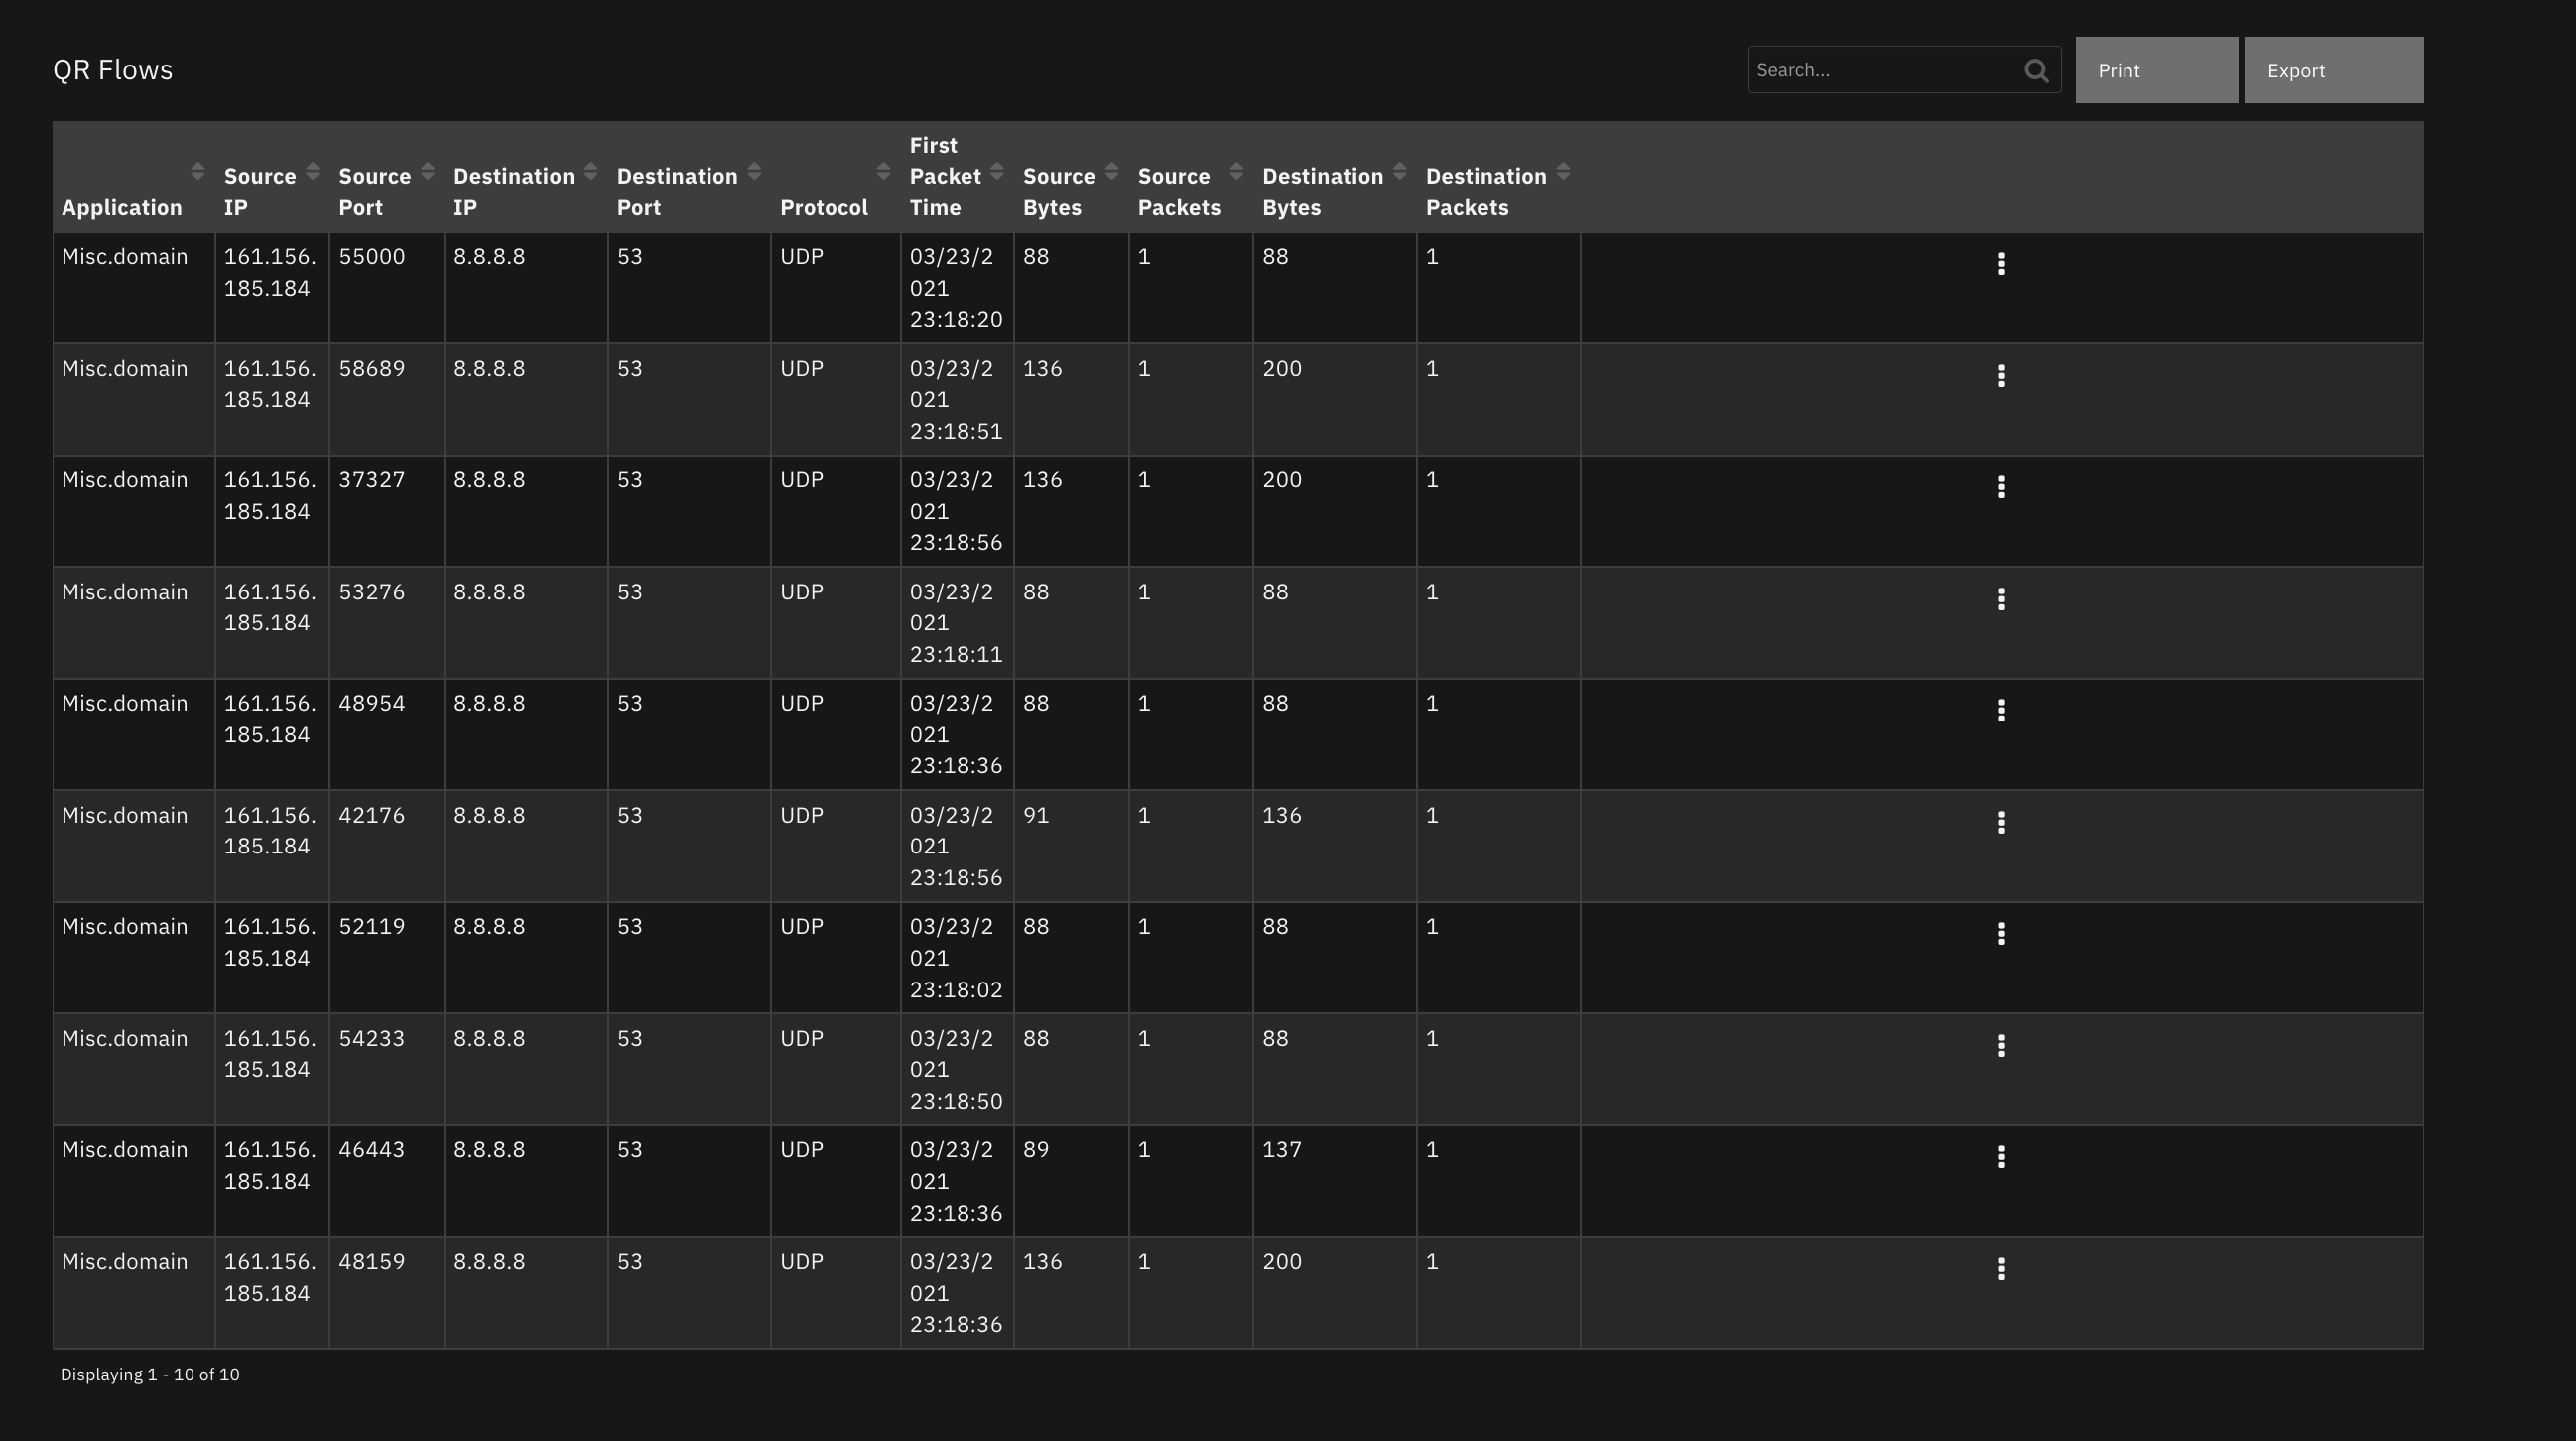 QR Flows
Search...
Print
Export
Application Source IP Source Port Destination IP Destination Port Protocol First Packet Time Source Bytes Source Packets Destination Bytes Destination Packets
Misc.domain 161.156.185.184 55000 8.8.8.8 53 UDP 03/23/2021 23:18:20 88 1 88 1
Misc.domain 161.156.185.184 58689 8.8.8.8 53 UDP 03/23/2021 23:18:51 136 1 200 1
Misc.domain 161.156.185.184 37327 8.8.8.8 53 UDP 03/23/2021 23:18:56 136 1 200 1
Misc.domain 161.156.185.184 53276 8.8.8.8 53 UDP 03/23/2021 23:18:11 88 1 88 1
Misc.domain 161.156.185.184 48954 8.8.8.8 53 UDP 03/23/2021 23:18:36 88 1 88 1
Misc.domain 161.156.185.184 42176 8.8.8.8 53 UDP 03/23/2021 23:18:56 91 1 136 1
Misc.domain 161.156.185.184 52119 8.8.8.8 53 UDP 03/23/2021 23:18:02 88 1 88 1
Misc.domain 161.156.185.184 54233 8.8.8.8 53 UDP 03/23/2021 23:18:50 88 1 88 1
Misc.domain 161.156.185.184 46443 8.8.8.8 53 UDP 03/23/2021 23:18:36 89 1 137 1
Misc.domain 161.156.185.184 48159 8.8.8.8 53 UDP 03/23/2021 23:18:36 136 1 200 1
Displaying 1 - 10 of 10